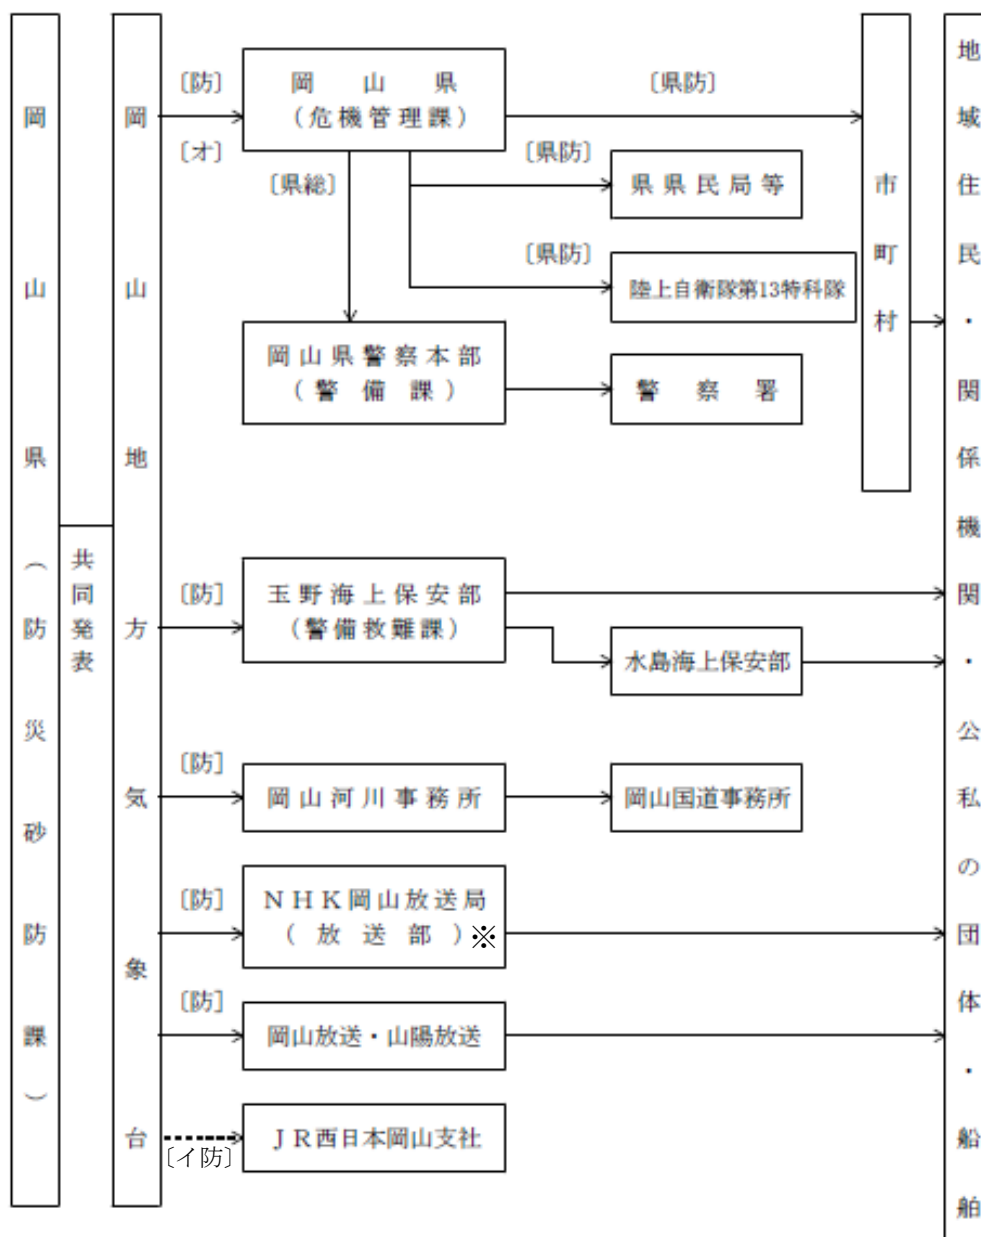 岡山県（防災砂防課）
共同発表
岡山地方気象台
〔防〕
〔オ〕
岡山県
（危機管理課）
〔県防〕
〔県総〕
〔県防〕
県県民局等
〔県防〕
陸上自衛隊第13特科隊
岡山県警察本部
（警備課）
警察署
市町村
〔防〕
玉野海上保安部
（警備救難課）
水島海上保安部
〔防〕
岡山河川事務所
岡山国道事務所
〔防〕
ＮＨＫ岡山放送局
（放送部）※
〔防〕
岡山放送・山陽放送
〔イ防〕
ＪＲ西日本岡山支社
地域住民・関係機関・公私の団体・船舶